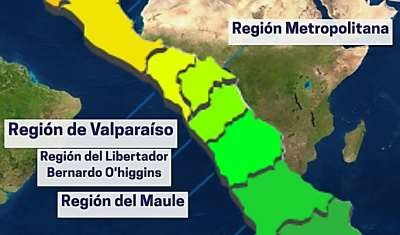 Región Metropolitana
Región de Valparaíso
Región del Libertador
Bernardo O'higgins
Región del Maule